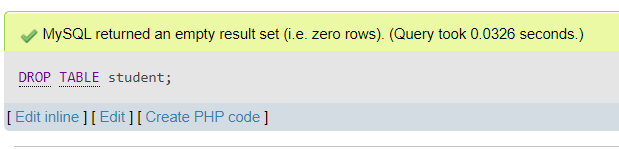 MySQL returned an empty result set (i.e. zero rows). (Query took 0.0326 seconds.)
DROP TABLE student;
[ Edit inline ] [ Edit ] [ Create PHP code ]